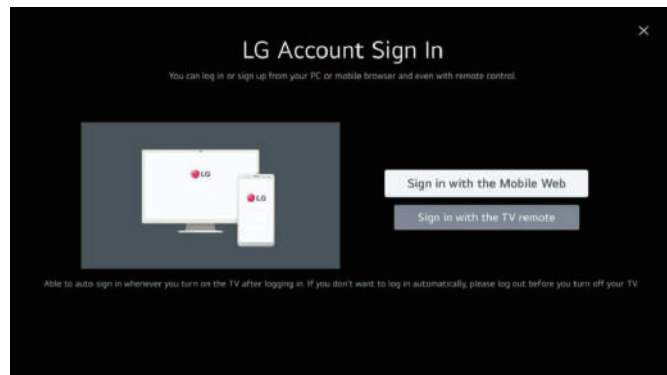 LG Account Sign In
You can log in or sign up from your PC or mobile browser and even with remote control.
LG
LG
Sign in with the Mobile Web
Sign in with the TV remote
Able to auto sign in whenever you turn on the TV after logging in. If you don't want to log in automatically, please log out before you turn off your TV.